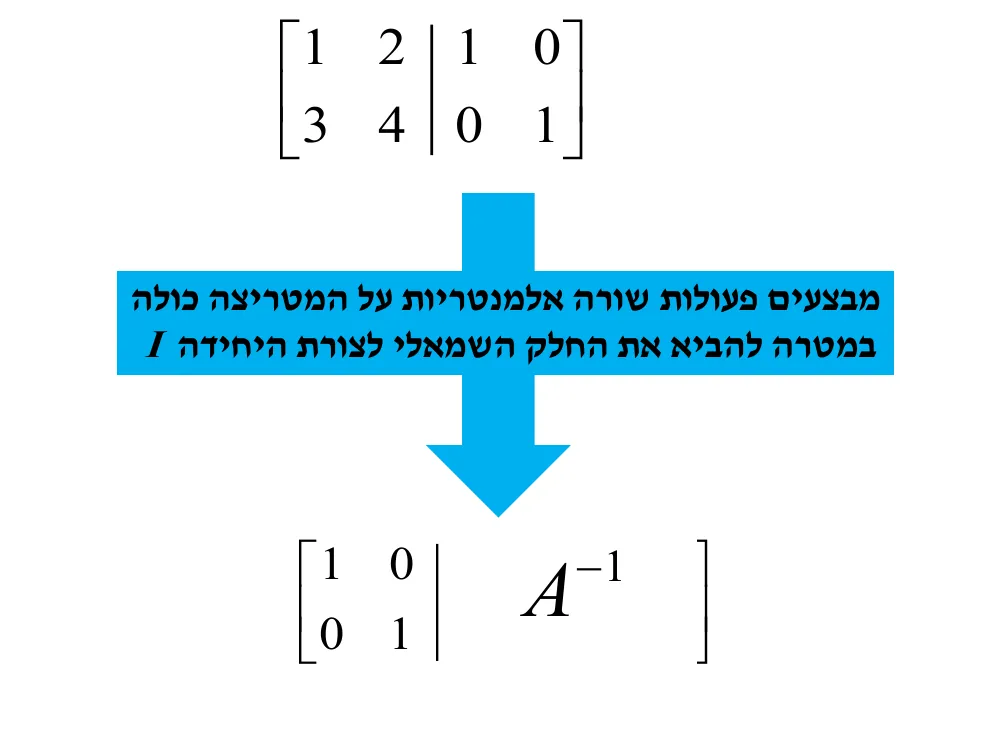 1 2 | 1 0
3 4 | 0 1
מבצעים פעולות שורה אלמנטריות על המטריצה כולה
במטרה להביא את החלק השמאלי לצורת היחידה I
1 0 | A⁻¹
0 1 |